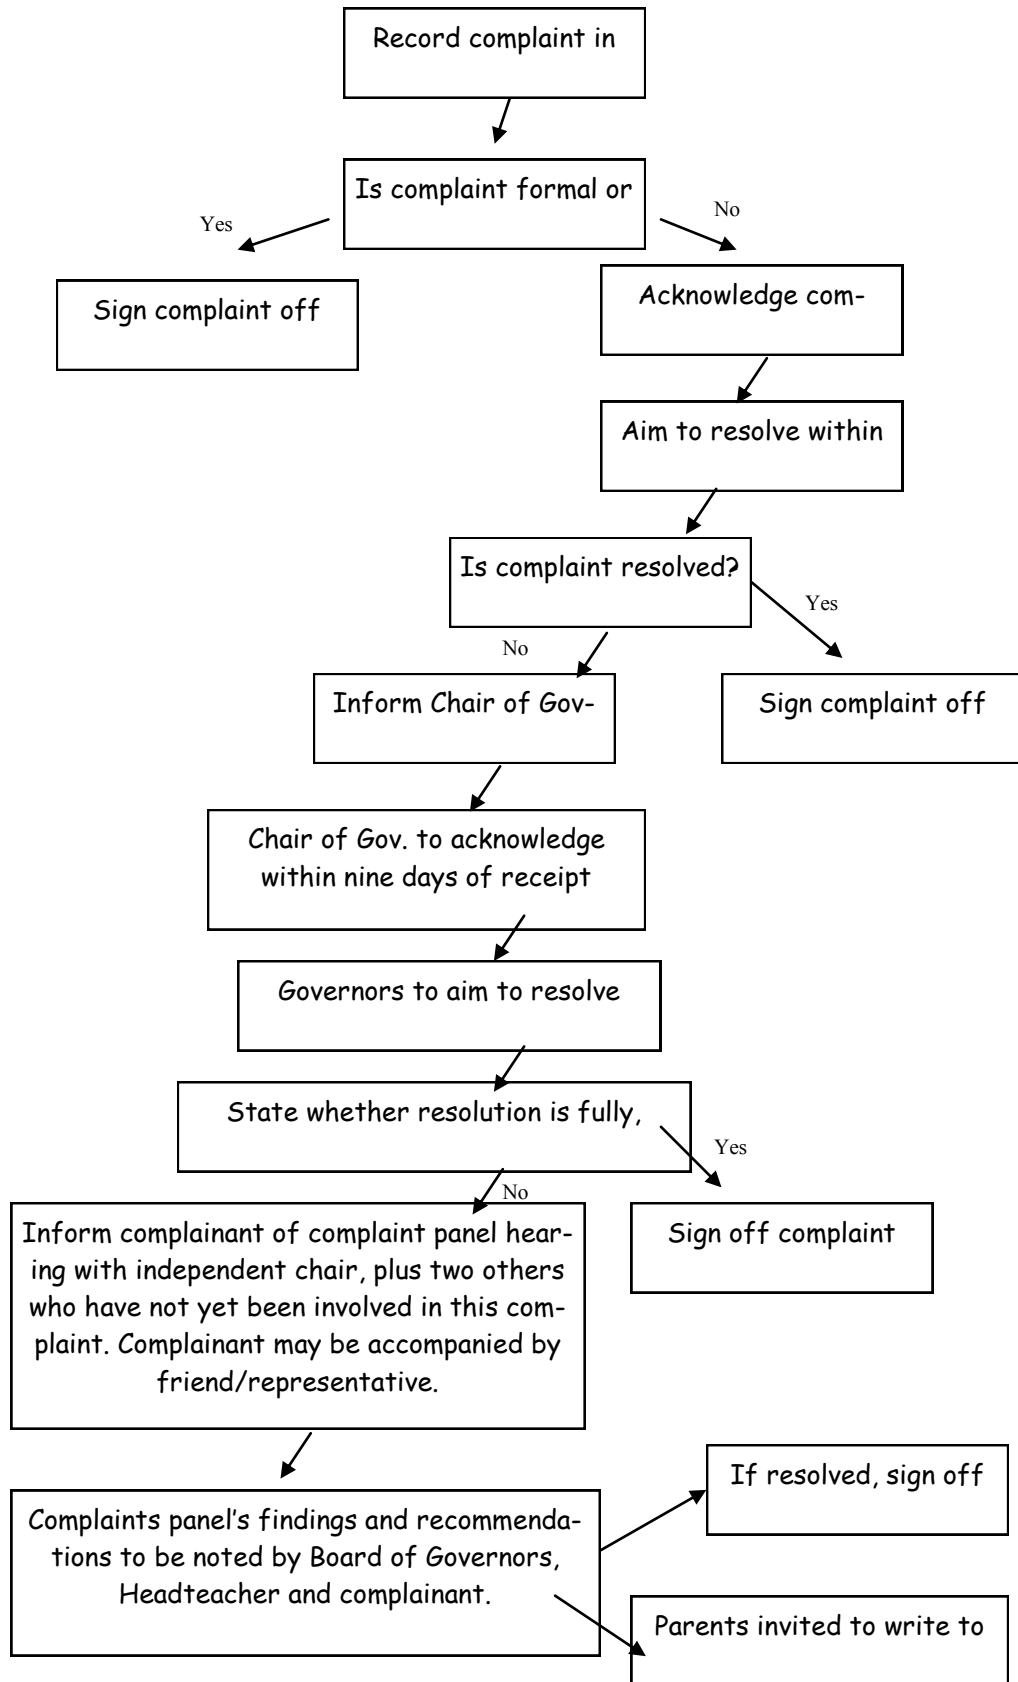 Record complaint in
Is complaint formal or
Yes
No
Sign complaint off
Acknowledge com-
Aim to resolve within
Is complaint resolved?
Yes
No
Inform Chair of Gov-
Sign complaint off
Chair of Gov. to acknowledge
within nine days of receipt
Governors to aim to resolve
State whether resolution is fully,
Yes
No
Inform complainant of complaint panel hear-
ing with independent chair, plus two others
who have not yet been involved in this com-
plaint. Complainant may be accompanied by
friend/representative.
Sign off complaint
If resolved, sign off
Complaints panel's findings and recommenda-
tions to be noted by Board of Governors,
Headteacher and complainant.
Parents invited to write to